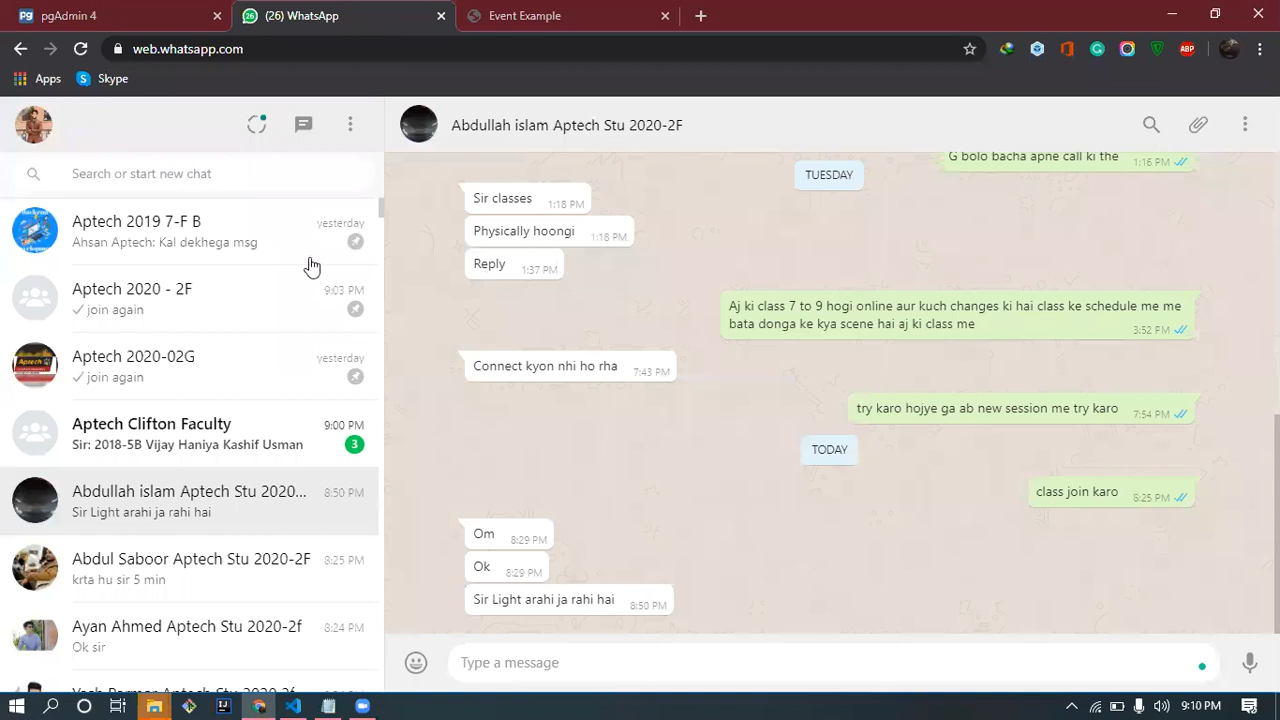 pgAdmin 4
(26) WhatsApp
Event Example
web.whatsapp.com
ABP
Apps
Skype
Abdullah islam Aptech Stu 2020-2F
Search or start new chat
Aptech 2019 7-F B
yesterday
Ahsan Aptech: Kal dekhega msg
Aptech 2020 - 2F
9:03 PM
join again
Aptech 2020-02G
yesterday
join again
Aptech Clifton Faculty
9:00 PM
Sir: 2018-5B Vijay Haniya Kashif Usman
3
Abdullah islam Aptech Stu 2020...
8:50 PM
Sir Light arahi ja rahi hai
Abdul Saboor Aptech Stu 2020-2F
8:25 PM
krta hu sir 5 min
Ayan Ahmed Aptech Stu 2020-2f
8:24 PM
Ok sir
G bolo bacha apne call ki the
1:16 PM
TUESDAY
Sir classes
1:18 PM
Physically hoongi
1:18 PM
Reply
1:37 PM
Aj ki class 7 to 9 hogi online aur kuch changes ki hai class ke schedule me me
bata donga ke kya scene hai aj ki class me
3:52 PM
Connect kyon nhi ho rha
7:43 PM
try karo hojye ga ab new session me try karo
7:54 PM
TODAY
class join karo
8:25 PM
Om
8:29 PM
Ok
8:29 PM
Sir Light arahi ja rahi hai
8:50 PM
Type a message
9:10 PM